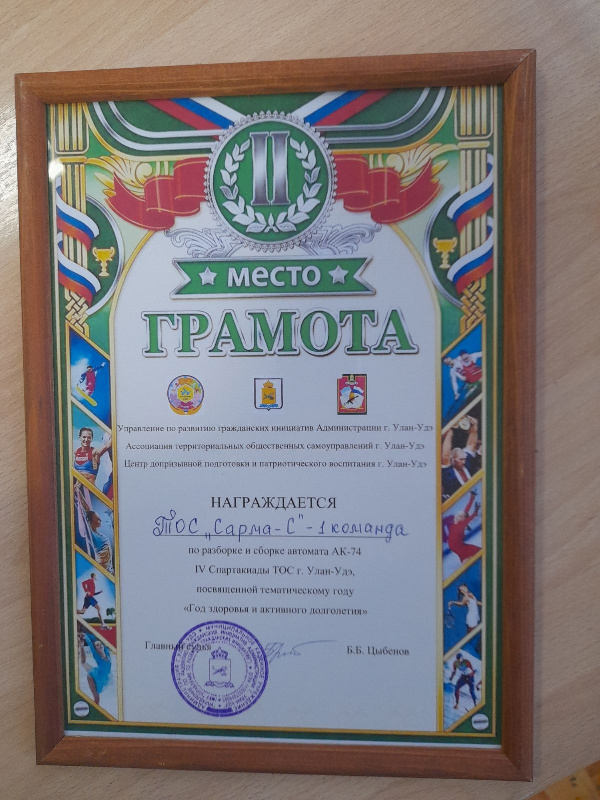 II
МЕСТО
ГРАМОТА
Управление по развитию гражданских инициатив Администрации г. Улан-Удэ
Ассоциация территориальных общественных самоуправлений г. Улан-Удэ
Центр допризывной подготовки и патриотического воспитания г. Улан-Удэ
НАГРАЖДАЕТСЯ
ТОС „Сарма-С" - 1 команда
по разборке и сборке автомата АК-74
IV Спартакиады ТОС г. Улан-Удэ,
посвященной тематическому году
«Год здоровья и активного долголетия»
Главный судья Б.Б. Цыбенов